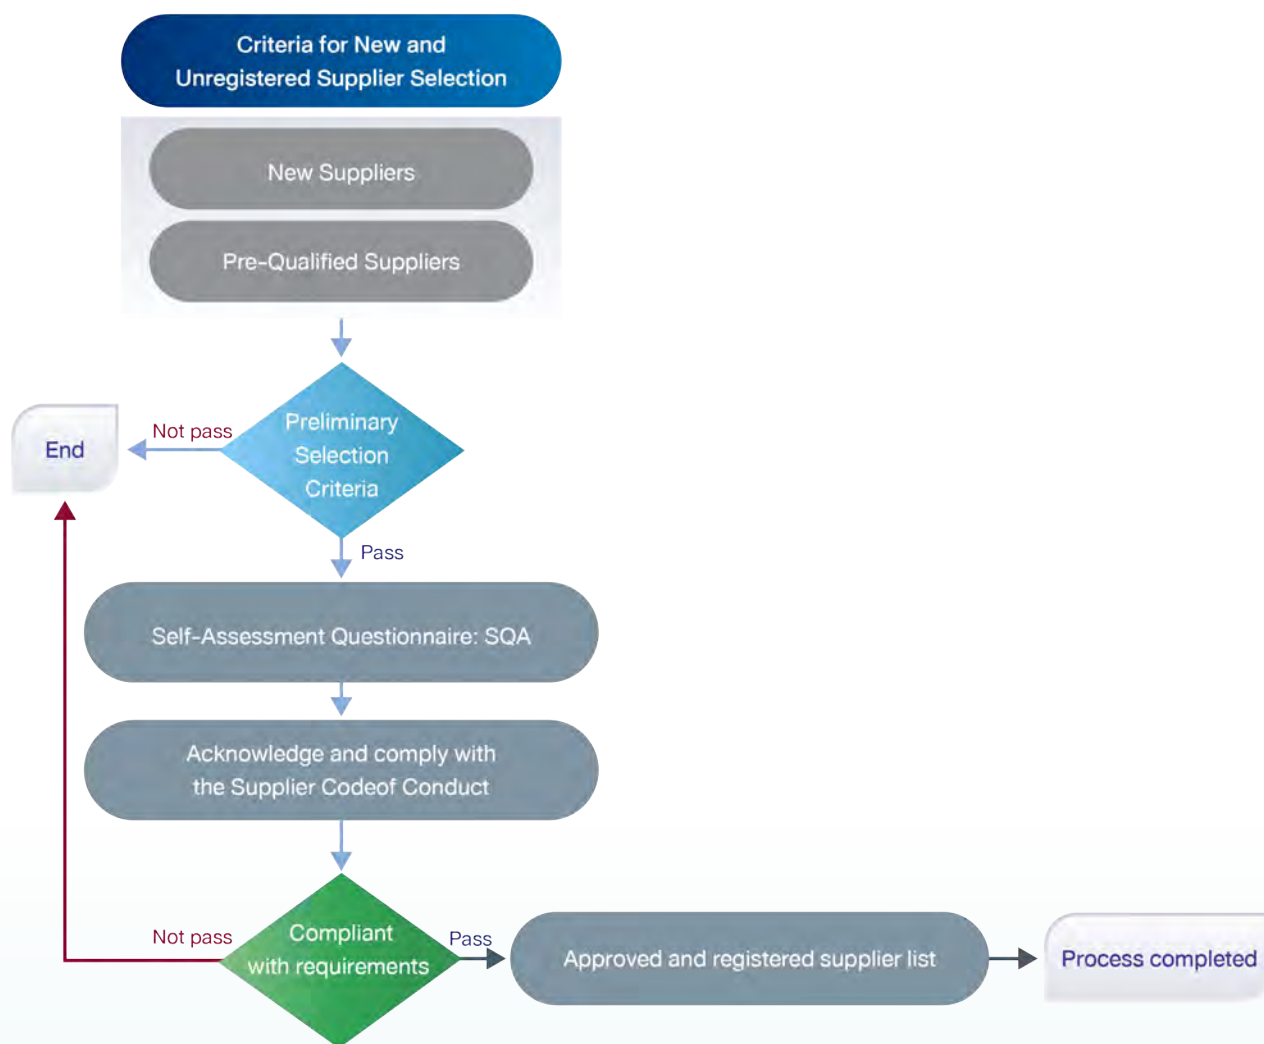 Criteria for New and
Unregistered Supplier Selection
New Suppliers
Pre-Qualified Suppliers
Preliminary
Selection
Criteria
Not pass
End
Pass
Self-Assessment Questionnaire: SQA
Acknowledge and comply with
the Supplier Codeof Conduct
Compliant
with requirements
Not pass
Pass
Approved and registered supplier list
Process completed